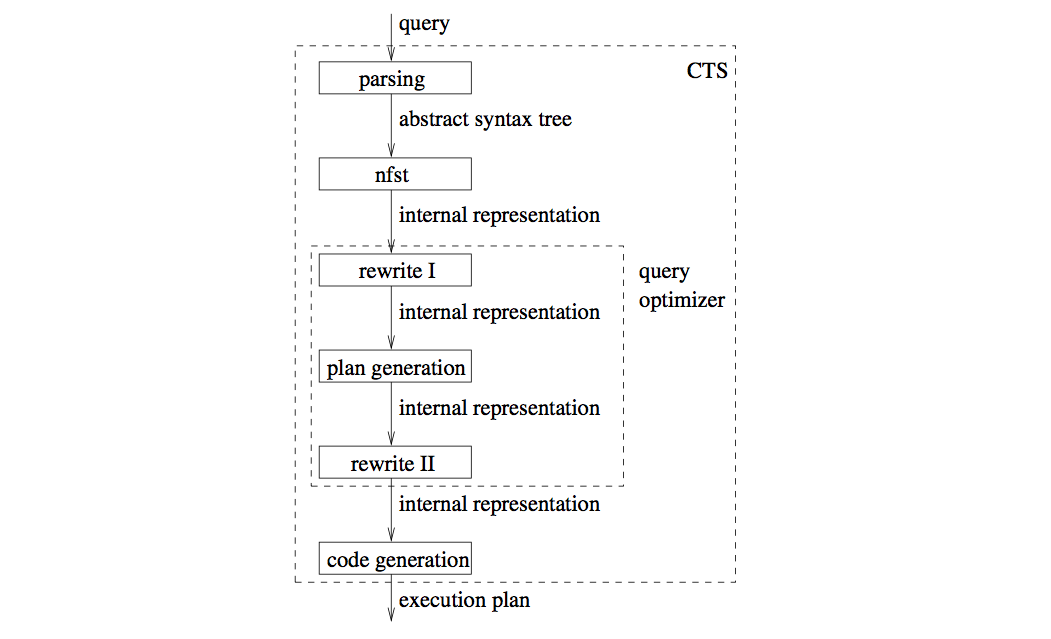 query
CTS
parsing
abstract syntax tree
nfst
internal representation
rewrite I
query
optimizer
internal representation
plan generation
internal representation
rewrite II
internal representation
code generation
execution plan